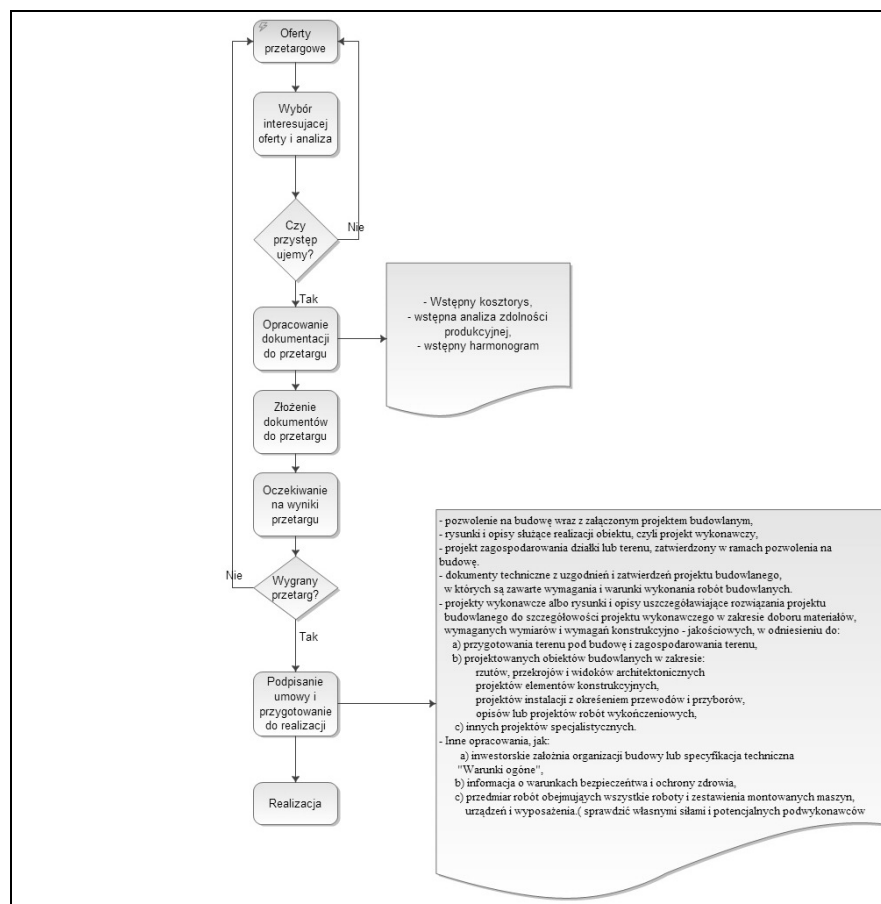 Oferty
przetargowe
Wybór
interesujacej
oferty i analiza
Czy
przystęp
ujemy?
Nie
Tak
Opracowanie
dokumentacji
do przetargu
- Wstępny kosztorys,
- wstępna analiza zdolności
produkcyjnej,
- wstępny harmonogram
Złożenie
dokumentów
do przetargu
Oczekiwanie
na wyniki
przetargu
Wygrany
przetarg?
Nie
Tak
Podpisanie
umowy i
przygotowanie
do realizacji
- pozwolenie na budowę wraz z załączonym projektem budowlanym,
- rysunki i opisy służące realizacji obiektu, czyli projekt wykonawczy,
- projekt zagospodarowania działki lub terenu, zatwierdzony w ramach pozwolenia na
budowę.
- dokumenty techniczne z uzgodnień i zatwierdzeń projektu budowlanego,
w których są zawarte wymagania i warunki wykonania robót budowlanych.
- projekty wykonawcze albo rysunki i opisy uszczegóławiające rozwiązania projektu
budowlanego do szczegółowości projektu wykonawczego w zakresie doboru materiałów,
wymaganych wymiarów i wymagań konstrukcyjno - jakościowych, w odniesieniu do:
a) przygotowania terenu pod budowę i zagospodarowania terenu,
b) projektowanych obiektów budowlanych w zakresie:
rzutów, przekrojów i widoków architektonicznych
projektów elementów konstrukcyjnych,
projektów instalacji z okreśeniem przewodów i przyborów,
opisów lub projektów robót wykończeniowych,
c) innych projektów specjalistycznych.
- Inne opracowania, jak:
a) inwestorskie założnia organizacji budowy lub specyfikacja techniczna
"Warunki ogóne",
b) informacja o warunkach bezpieczeńtwa i ochrony zdrowia,
c) przedmiar robót obejmująych wszystkie roboty i zestawienia montowanych maszyn,
urządzeń i wyposażenia.( sprawdzić własnymi siłami i potencjalnych podwykonawców
Realizacja